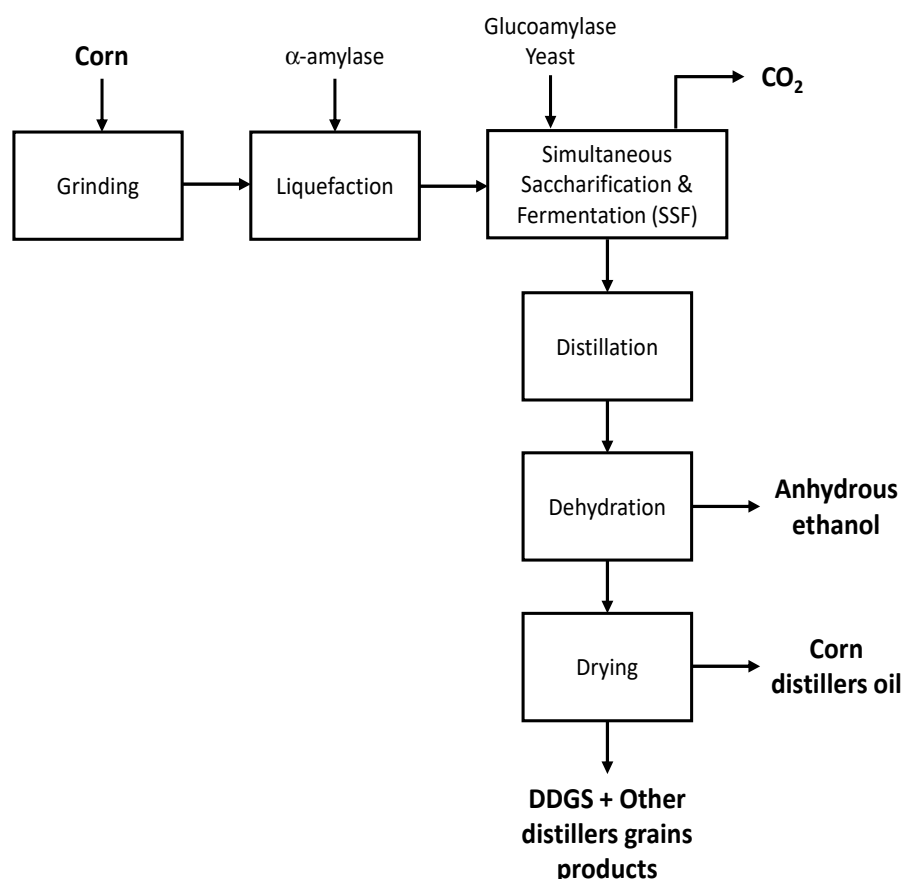 Corn
α-amylase
Glucoamylase
Yeast
CO₂
Grinding
Liquefaction
Simultaneous
Saccharification &
Fermentation (SSF)
Distillation
Dehydration
Anhydrous
ethanol
Drying
Corn
distillers oil
DDGS + Other
distillers grains
products